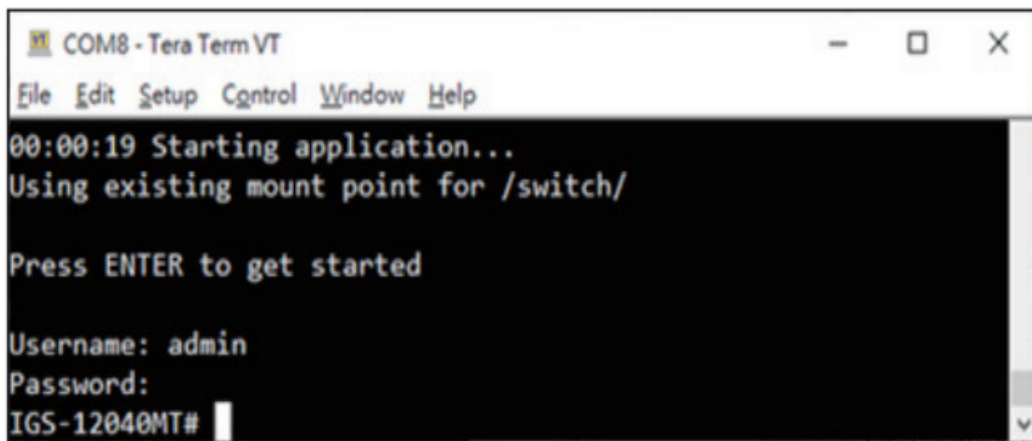 COM8 - Tera Term VT
File Edit Setup Control Window Help
00:00:19 Starting application...
Using existing mount point for /switch/
Press ENTER to get started
Username: admin
Password:
IGS-12040MT#